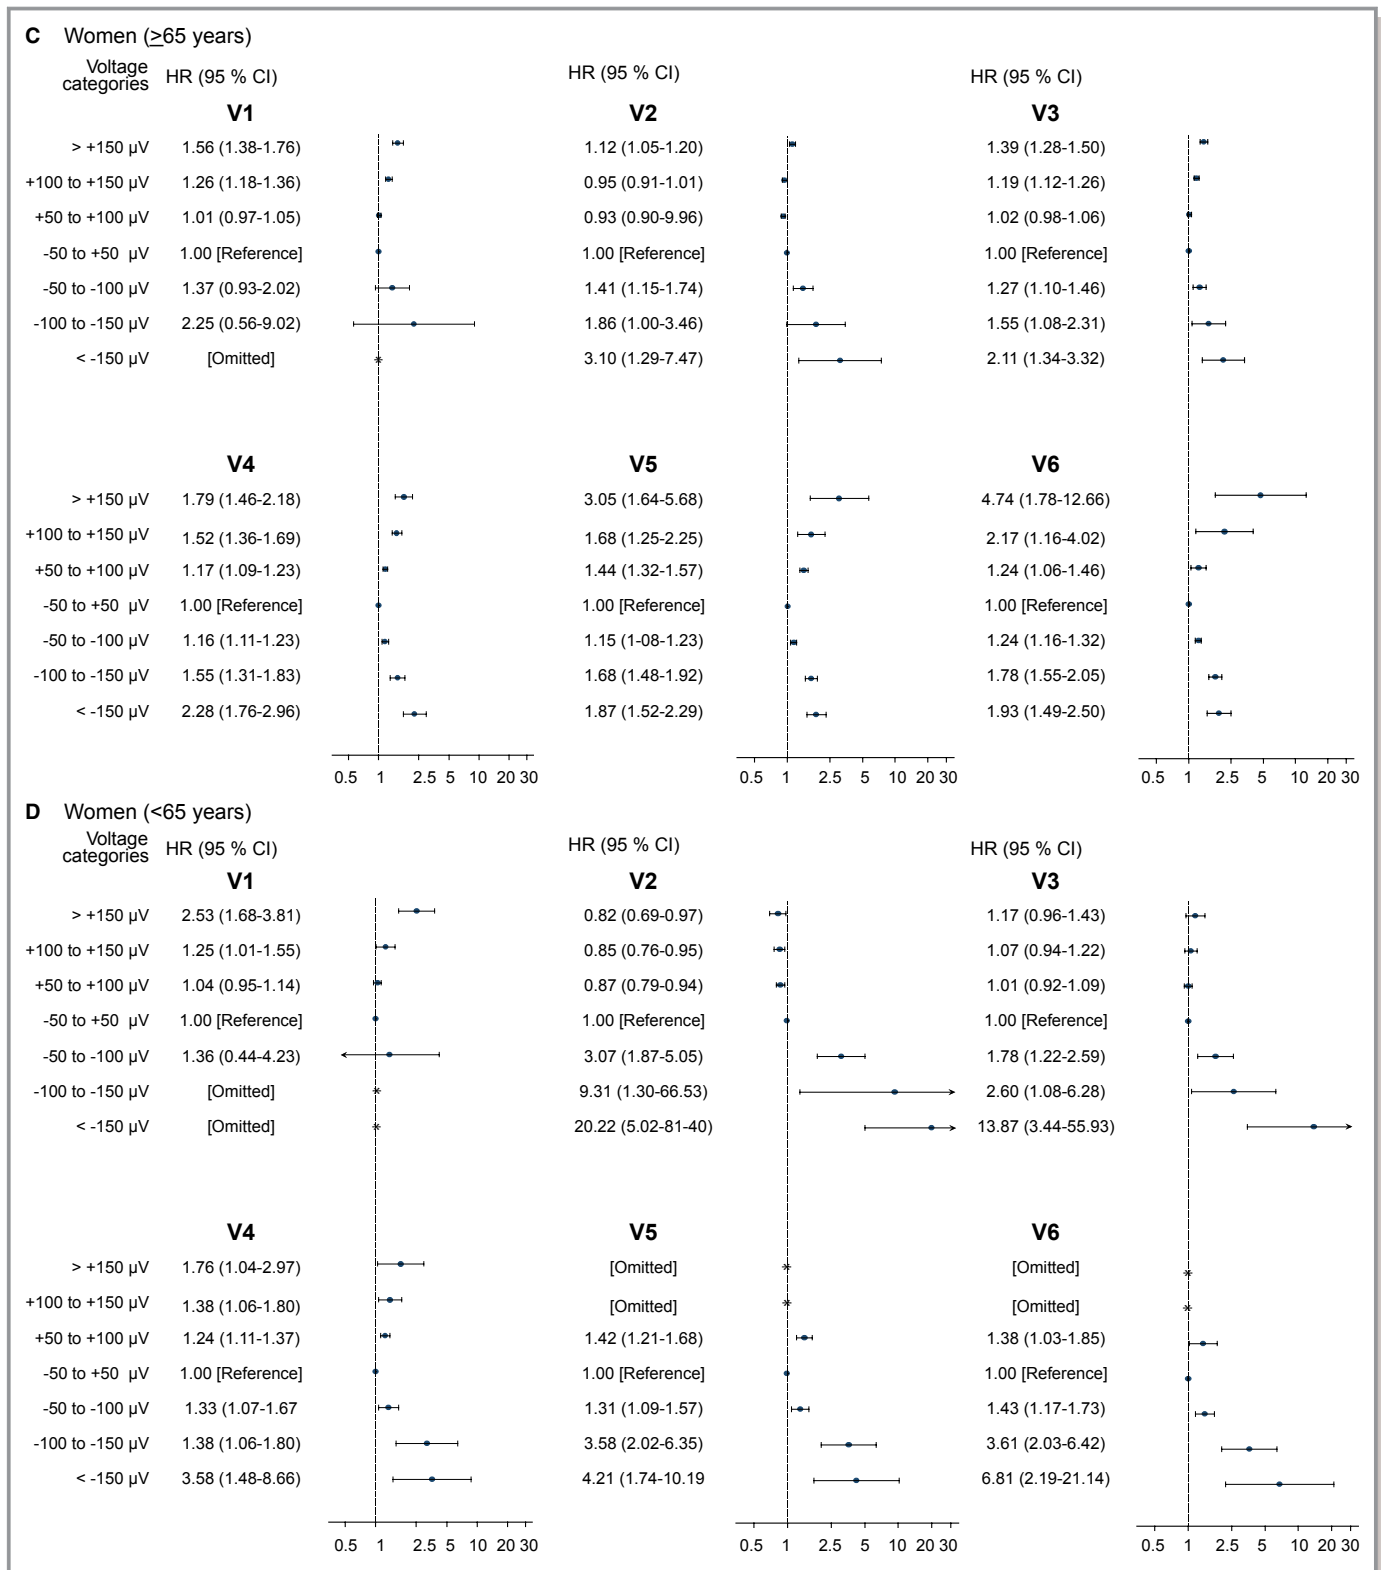 C Women (≥65 years)
Voltage categories HR (95 % CI) HR (95 % CI) HR (95 % CI)
V1 V2 V3
> +150 µV 1.56 (1.38-1.76) 1.12 (1.05-1.20) 1.39 (1.28-1.50)
+100 to +150 µV 1.26 (1.18-1.36) 0.95 (0.91-1.01) 1.19 (1.12-1.26)
+50 to +100 µV 1.01 (0.97-1.05) 0.93 (0.90-9.96) 1.02 (0.98-1.06)
-50 to +50 µV 1.00 [Reference] 1.00 [Reference] 1.00 [Reference]
-50 to -100 µV 1.37 (0.93-2.02) 1.41 (1.15-1.74) 1.27 (1.10-1.46)
-100 to -150 µV 2.25 (0.56-9.02) 1.86 (1.00-3.46) 1.55 (1.08-2.31)
< -150 µV [Omitted] 3.10 (1.29-7.47) 2.11 (1.34-3.32)
V4 V5 V6
> +150 µV 1.79 (1.46-2.18) 3.05 (1.64-5.68) 4.74 (1.78-12.66)
+100 to +150 µV 1.52 (1.36-1.69) 1.68 (1.25-2.25) 2.17 (1.16-4.02)
+50 to +100 µV 1.17 (1.09-1.23) 1.44 (1.32-1.57) 1.24 (1.06-1.46)
-50 to +50 µV 1.00 [Reference] 1.00 [Reference] 1.00 [Reference]
-50 to -100 µV 1.16 (1.11-1.23) 1.15 (1-08-1.23) 1.24 (1.16-1.32)
-100 to -150 µV 1.55 (1.31-1.83) 1.68 (1.48-1.92) 1.78 (1.55-2.05)
< -150 µV 2.28 (1.76-2.96) 1.87 (1.52-2.29) 1.93 (1.49-2.50)
0.5 1 2.5 5 10 20 30 0.5 1 2.5 5 10 20 30 0.5 1 2.5 5 10 20 30
D Women (<65 years)
Voltage categories HR (95 % CI) HR (95 % CI) HR (95 % CI)
V1 V2 V3
> +150 µV 2.53 (1.68-3.81) 0.82 (0.69-0.97) 1.17 (0.96-1.43)
+100 to +150 µV 1.25 (1.01-1.55) 0.85 (0.76-0.95) 1.07 (0.94-1.22)
+50 to +100 µV 1.04 (0.95-1.14) 0.87 (0.79-0.94) 1.01 (0.92-1.09)
-50 to +50 µV 1.00 [Reference] 1.00 [Reference] 1.00 [Reference]
-50 to -100 µV 1.36 (0.44-4.23) 3.07 (1.87-5.05) 1.78 (1.22-2.59)
-100 to -150 µV [Omitted] 9.31 (1.30-66.53) 2.60 (1.08-6.28)
< -150 µV [Omitted] 20.22 (5.02-81-40) 13.87 (3.44-55.93)
V4 V5 V6
> +150 µV 1.76 (1.04-2.97) [Omitted] [Omitted]
+100 to +150 µV 1.38 (1.06-1.80) [Omitted] [Omitted]
+50 to +100 µV 1.24 (1.11-1.37) 1.42 (1.21-1.68) 1.38 (1.03-1.85)
-50 to +50 µV 1.00 [Reference] 1.00 [Reference] 1.00 [Reference]
-50 to -100 µV 1.33 (1.07-1.67 1.31 (1.09-1.57) 1.43 (1.17-1.73)
-100 to -150 µV 1.38 (1.06-1.80) 3.58 (2.02-6.35) 3.61 (2.03-6.42)
< -150 µV 3.58 (1.48-8.66) 4.21 (1.74-10.19 6.81 (2.19-21.14)
0.5 1 2.5 5 10 20 30 0.5 1 2.5 5 10 20 30 0.5 1 2.5 5 10 20 30